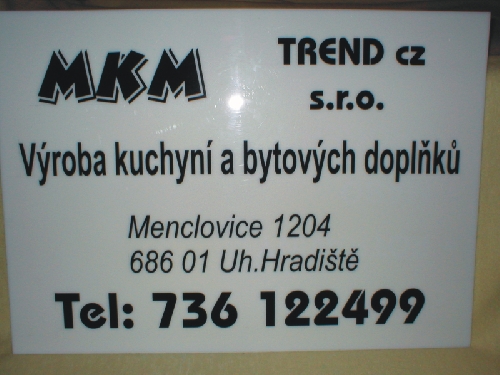 MKM TREND cz
s.r.o.
Výroba kuchyní a bytových doplňků
Menclovice 1204
686 01 Uh.Hradiště
Tel: 736 122499